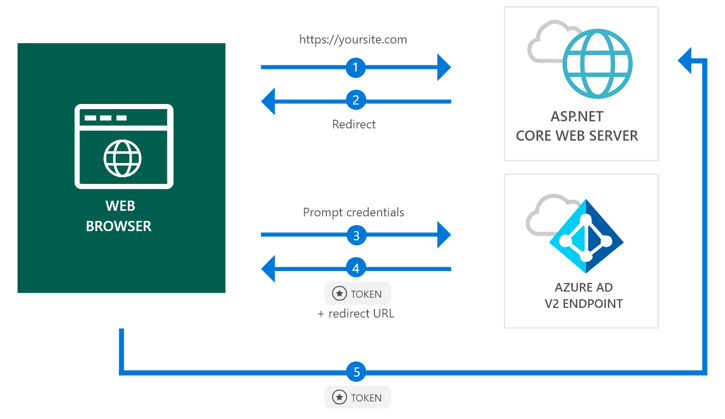 https://yoursite.com
1
2
Redirect
ASP.NET
CORE WEB SERVER
WEB
BROWSER
Prompt credentials
3
4
TOKEN
+ redirect URL
AZURE AD
V2 ENDPOINT
5
TOKEN